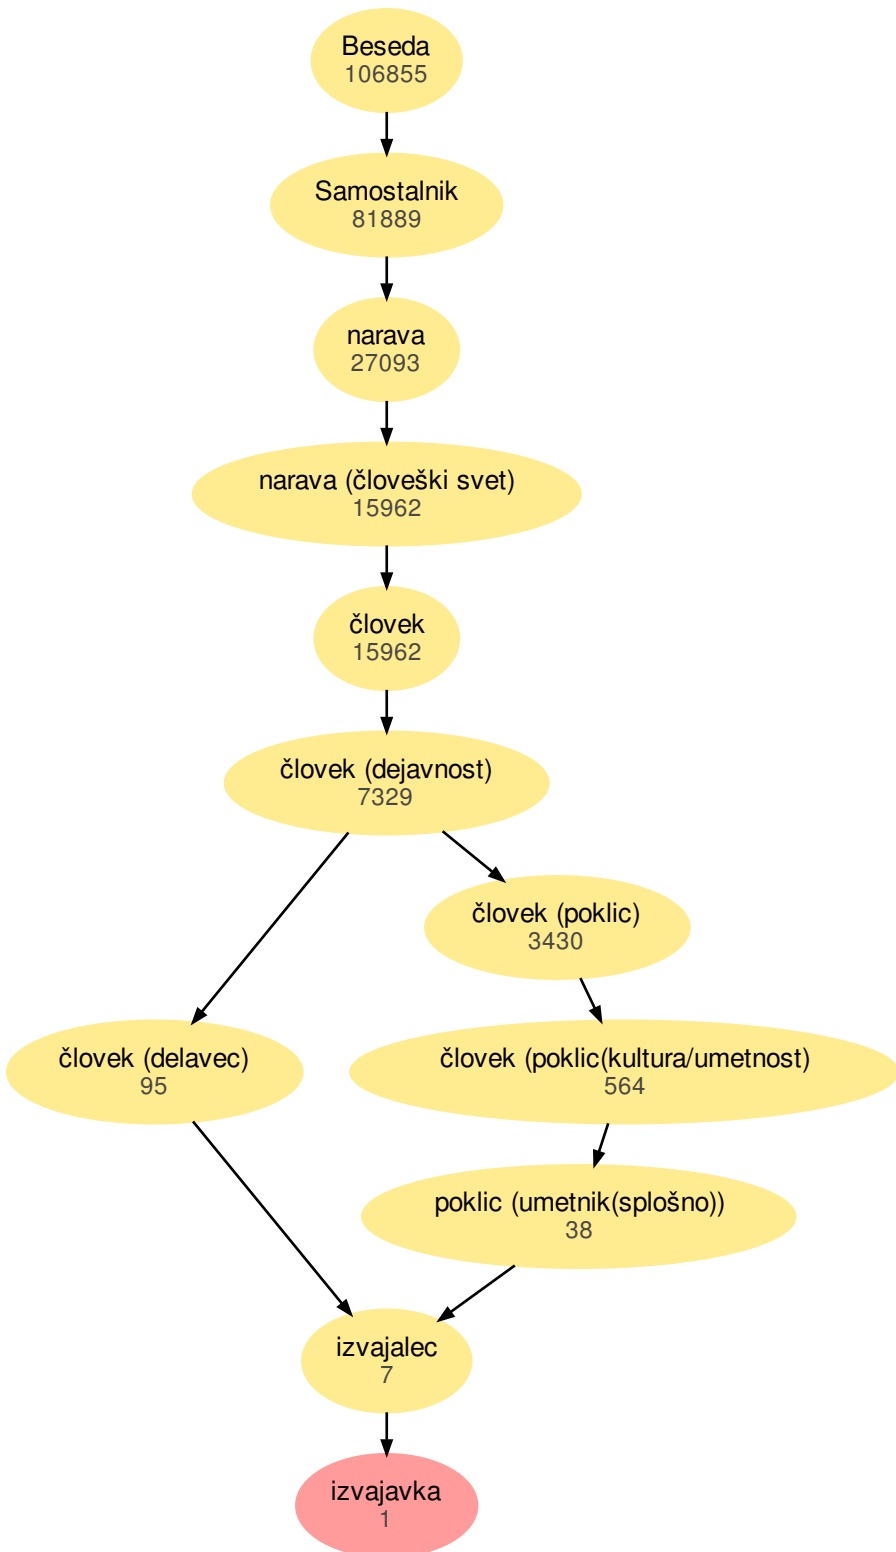 Beseda
106855
Samostalnik
81889
narava
27093
narava (človeški svet)
15962
človek
15962
človek (dejavnost)
7329
človek (poklic)
3430
človek (delavec)
95
človek (poklic(kultura/umetnost)
564
poklic (umetnik(splošno))
38
izvajalec
7
izvajavka
1